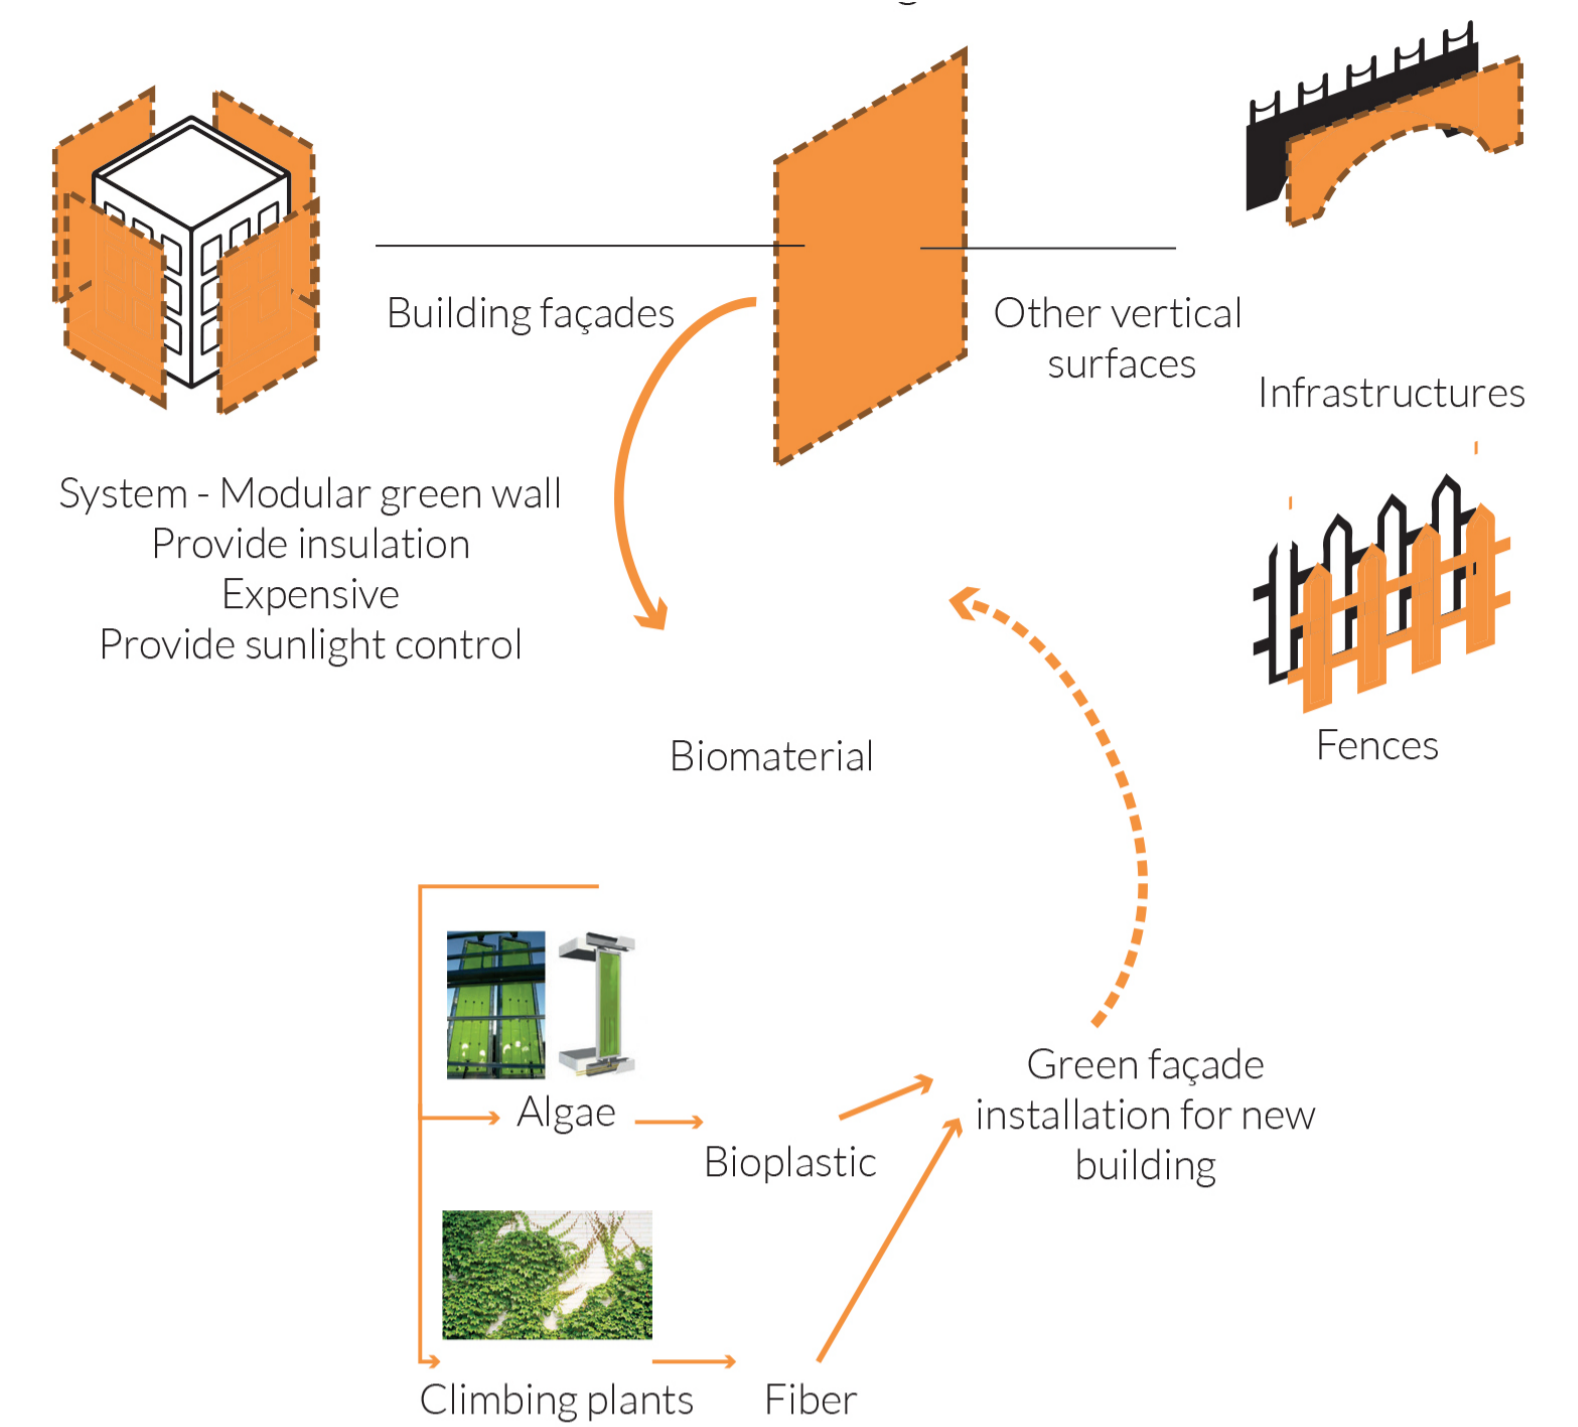 Building façades
Other vertical
surfaces
Infrastructures
System - Modular green wall
Provide insulation
Expensive
Provide sunlight control
Fences
Biomaterial
Algae
Bioplastic
Green façade
installation for new
building
Climbing plants
Fiber